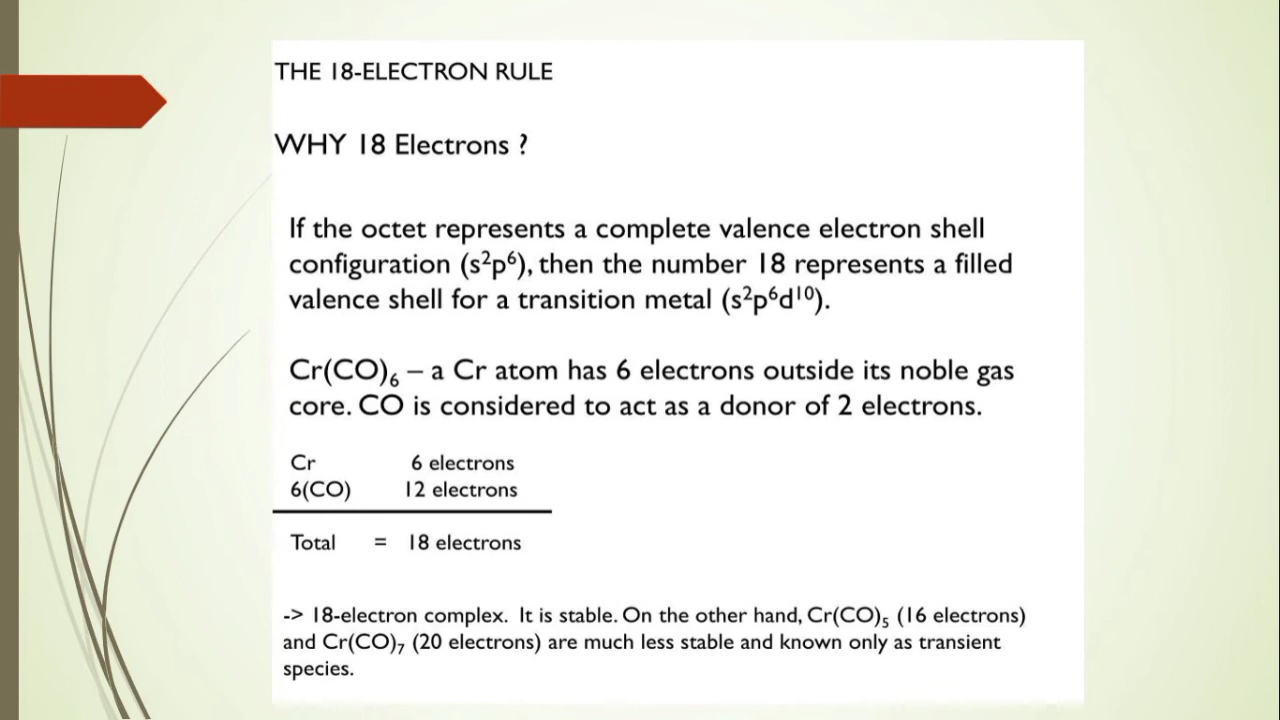 THE 18-ELECTRON RULE
WHY 18 Electrons ?
If the octet represents a complete valence electron shell
configuration (s²p⁶), then the number 18 represents a filled
valence shell for a transition metal (s²p⁶d¹⁰).
Cr(CO)₆ – a Cr atom has 6 electrons outside its noble gas
core. CO is considered to act as a donor of 2 electrons.
Cr 6 electrons
6(CO) 12 electrons
Total = 18 electrons
-> 18-electron complex. It is stable. On the other hand, Cr(CO)₅ (16 electrons)
and Cr(CO)₇ (20 electrons) are much less stable and known only as transient
species.